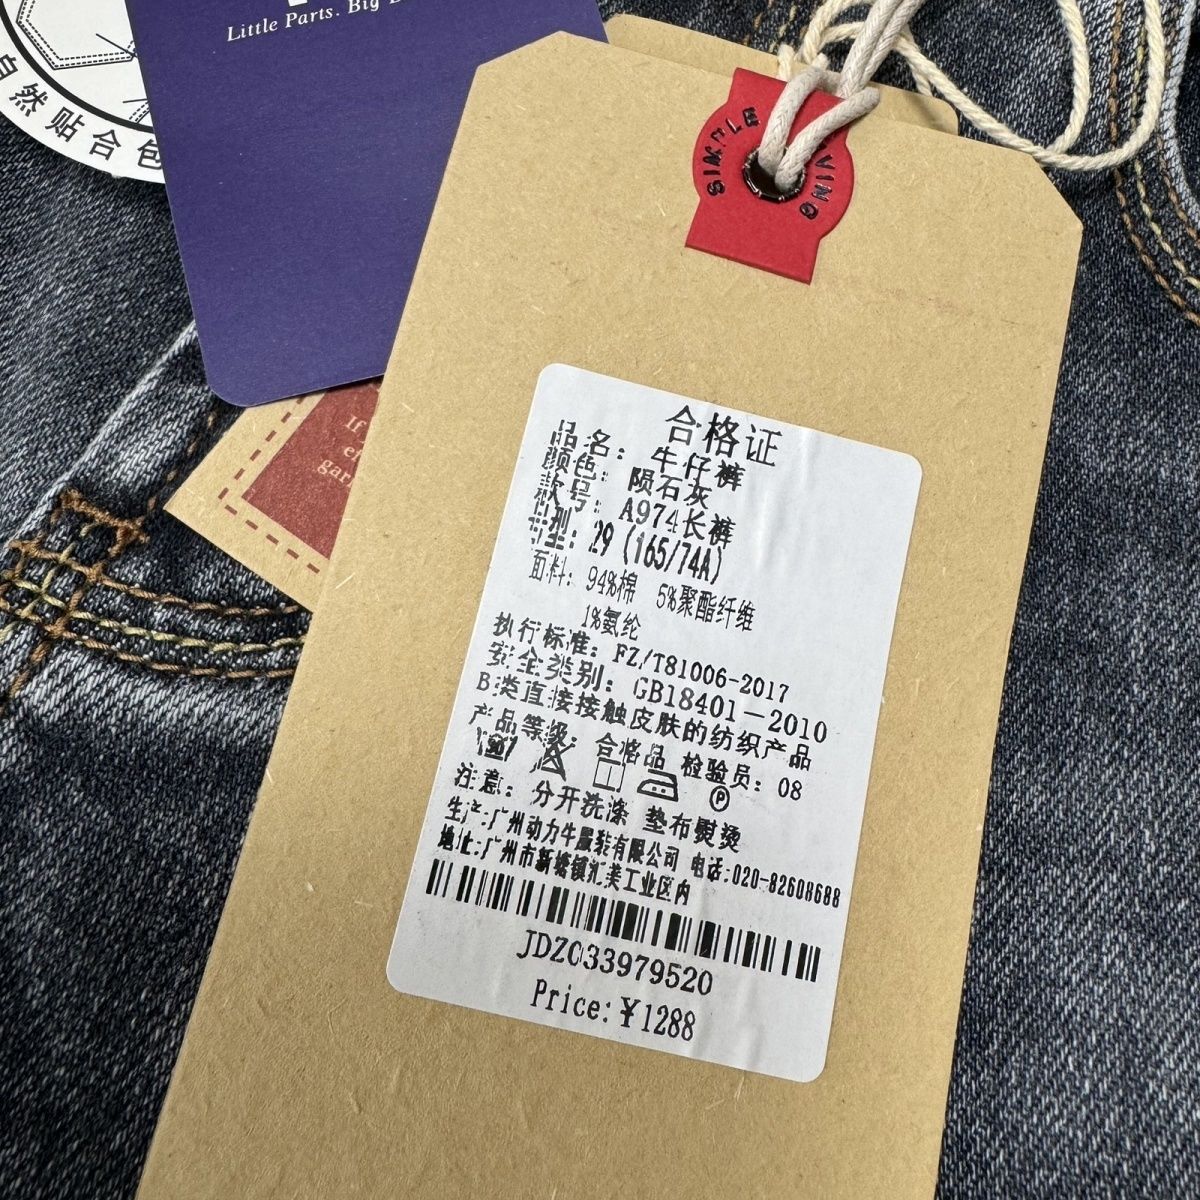 自然贴合包
Little Parts. Big
SIMPLE
VING
If
gar
合格证
品名: 牛仔裤
颜色: 陨石灰
款号: A974长裤
号型: 29 (165/74A)
面料: 94%棉 5%聚酯纤维
1%氨纶
执行标准: FZ/T81006-2017
安全类别: GB18401-2010
B类直接接触皮肤的纺织产品
产品等级: 合格品 检验员: 08
P
注意: 分开洗涤 垫布熨烫
生产:广州动力牛服装有限公司 电话:020-82608688
地址:广州市新塘镇汇美工业区内
JDZ033979520
Price:¥1288